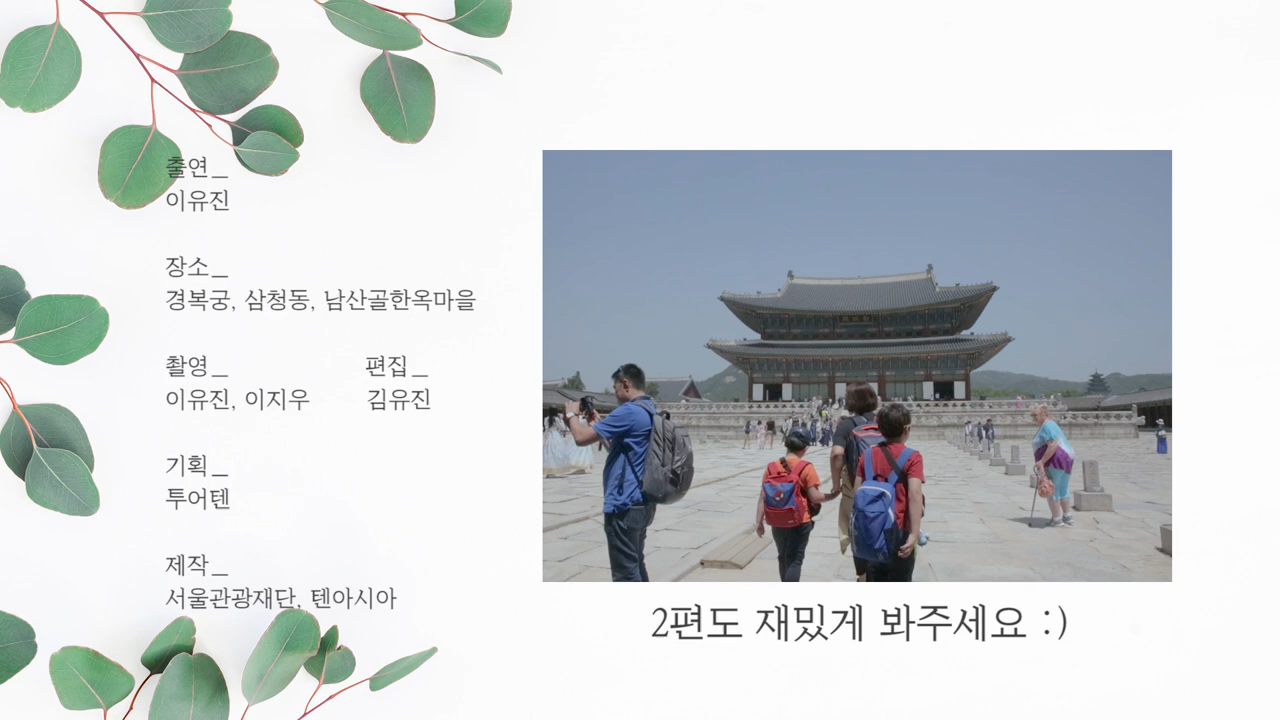 출연_
이유진
장소_
경복궁, 삼청동, 남산골한옥마을
촬영_ 편집_
이유진, 이지우 김유진
기획_
투어텐
제작_
서울관광재단, 텐아시아
2편도 재밌게 봐주세요 :)